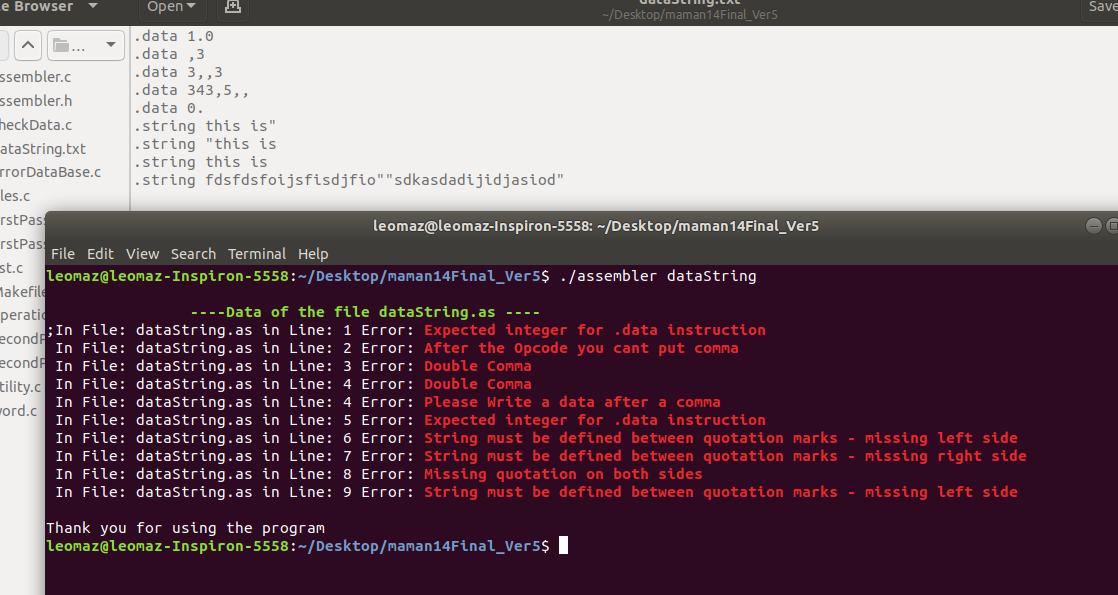 e Browser
Open
dataString.txt
~/Desktop/maman14Final_Ver5
Save
...
ssembler.c
ssembler.h
heckData.c
ataString.txt
rrorDataBase.c
les.c
rstPass
rstPass
st.c
Makefile
peratio
econdP
econdP
tility.c
word.c
.data 1.0
.data ,3
.data 3,,3
.data 343,5,,
.data 0.
.string this is"
.string "this is
.string this is
.string fdsfdsfoijsfisdjfio""sdkasdadijidjasiod"
leomaz@leomaz-Inspiron-5558: ~/Desktop/maman14Final_Ver5
File Edit View Search Terminal Help
leomaz@leomaz-Inspiron-5558:~/Desktop/maman14Final_Ver5$ ./assembler dataString
----Data of the file dataString.as ----
;In File: dataString.as in Line: 1 Error: Expected integer for .data instruction
In File: dataString.as in Line: 2 Error: After the Opcode you cant put comma
In File: dataString.as in Line: 3 Error: Double Comma
In File: dataString.as in Line: 4 Error: Double Comma
In File: dataString.as in Line: 4 Error: Please Write a data after a comma
In File: dataString.as in Line: 5 Error: Expected integer for .data instruction
In File: dataString.as in Line: 6 Error: String must be defined between quotation marks - missing left side
In File: dataString.as in Line: 7 Error: String must be defined between quotation marks - missing right side
In File: dataString.as in Line: 8 Error: Missing quotation on both sides
In File: dataString.as in Line: 9 Error: String must be defined between quotation marks - missing left side
Thank you for using the program
leomaz@leomaz-Inspiron-5558:~/Desktop/maman14Final_Ver5$